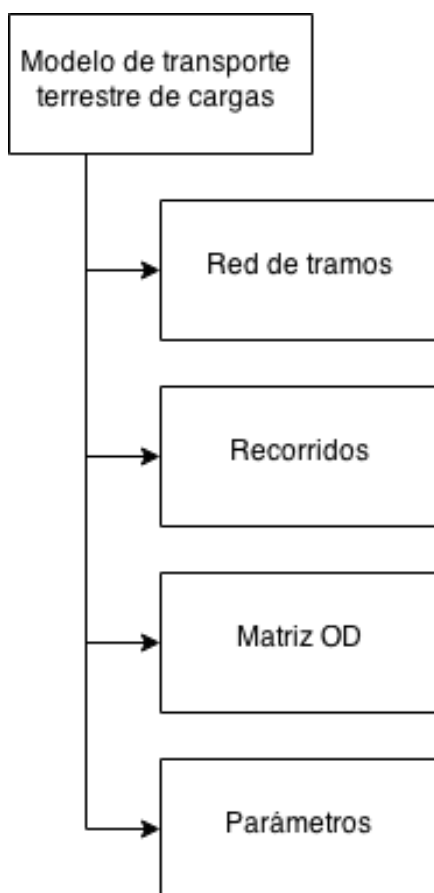 Modelo de transporte
terrestre de cargas
Red de tramos
Recorridos
Matriz OD
Parámetros